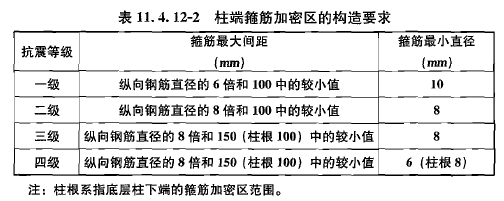 表 11.4.12-2 柱端箍筋加密区的构造要求
抗震等级 箍筋最大间距 (mm) 箍筋最小直径 (mm)
一级 纵向钢筋直径的 6 倍和 100 中的较小值 10
二级 纵向钢筋直径的 8 倍和 100 中的较小值 8
三级 纵向钢筋直径的 8 倍和 150（柱根 100）中的较小值 8
四级 纵向钢筋直径的 8 倍和 150（柱根 100）中的较小值 6（柱根 8）
注：柱根系指底层柱下端的箍筋加密区范围。